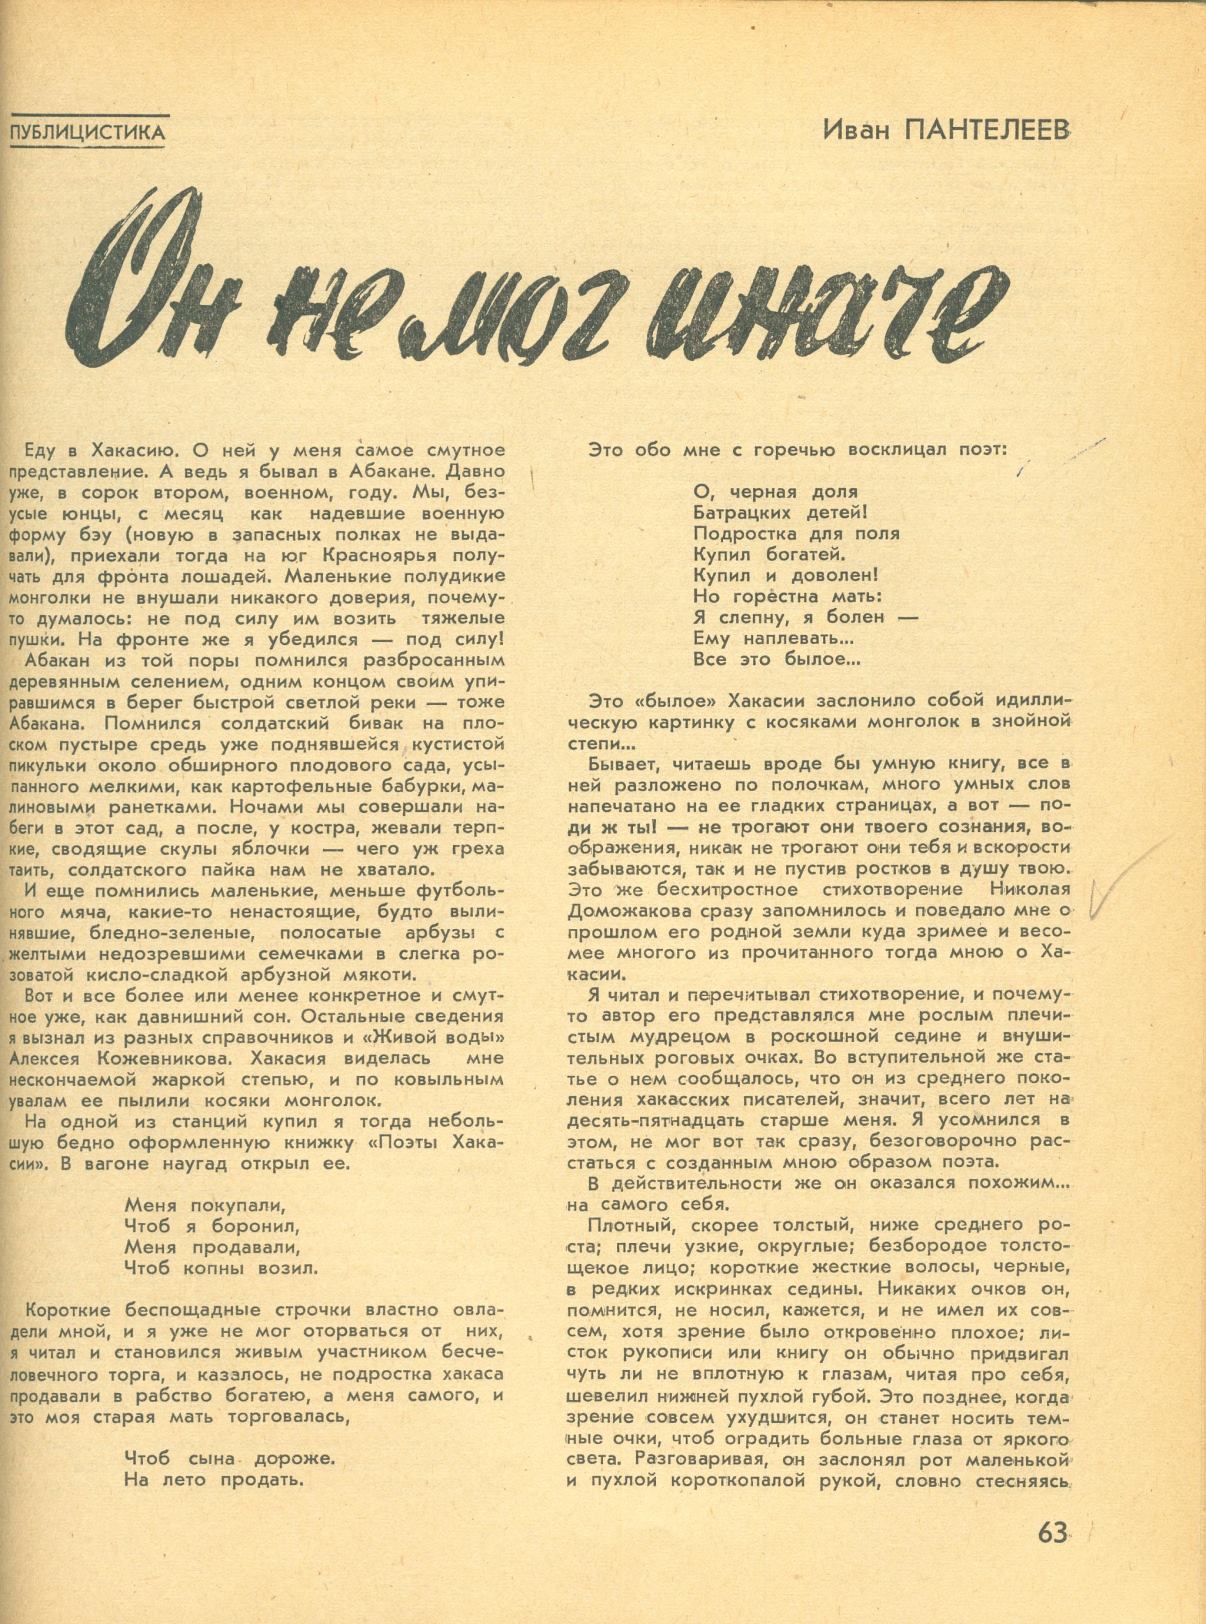 ПУБЛИЦИСТИКА
Иван ПАНТЕЛЕЕВ
Он не мог иначе
Еду в Хакасию. О ней у меня самое смутное
представление. А ведь я бывал в Абакане. Давно
уже, в сорок втором, военном, году. Мы, без-
усые юнцы, с месяц как надевшие военную
форму бэу (новую в запасных полках не выда-
вали), приехали тогда на юг Красноярья полу-
чать для фронта лошадей. Маленькие полудикие
монголки не внушали никакого доверия, почему-
то думалось: не под силу им возить тяжелые
пушки. На фронте же я убедился — под силу!
Абакан из той поры помнился разбросанным
деревянным селением, одним концом своим упи-
равшимся в берег быстрой светлой реки — тоже
Абакана. Помнился солдатский бивак на пло-
ском пустыре средь уже поднявшейся кустистой
пикульки около обширного плодового сада, усы-
панного мелкими, как картофельные бабурки, ма-
линовыми ранетками. Ночами мы совершали на-
беги в этот сад, а после, у костра, жевали терп-
кие, сводящие скулы яблочки — чего уж греха
таить, солдатского пайка нам не хватало.
И еще помнились маленькие, меньше футболь-
ного мяча, какие-то ненастоящие, будто выли-
нявшие, бледно-зеленые, полосатые арбузы с
желтыми недозревшими семечками в слегка ро-
зоватой кисло-сладкой арбузной мякоти.
Вот и все более или менее конкретное и смут-
ное уже, как давнишний сон. Остальные сведения
я вызнал из разных справочников и «Живой воды»
Алексея Кожевникова. Хакасия виделась мне
нескончаемой жаркой степью, и по ковыльным
увалам ее пылили косяки монголок.
На одной из станций купил я тогда неболь-
шую бедно оформленную книжку «Поэты Хака-
сии». В вагоне наугад открыл ее.
Меня покупали,
Чтоб я боронил,
Меня продавали,
Чтоб копны возил.
Короткие беспощадные строчки властно овла-
дели мной, и я уже не мог оторваться от них,
я читал и становился живым участником бесче-
ловечного торга, и казалось, не подростка хакаса
продавали в рабство богатею, а меня самого, и
это моя старая мать торговалась,
Чтоб сына дороже.
На лето продать.
Это обо мне с горечью восклицал поэт:
О, черная доля
Батрацких детей!
Подростка для поля
Купил богатей.
Купил и доволен!
Но горестна мать:
Я слепну, я болен —
Ему наплевать...
Все это былое...
Это «былое» Хакасии заслонило собой идилли-
ческую картинку с косяками монголок в знойной
степи...
Бывает, читаешь вроде бы умную книгу, все в
ней разложено по полочкам, много умных слов
напечатано на ее гладких страницах, а вот — по-
ди ж ты! — не трогают они твоего сознания, во-
ображения, никак не трогают они тебя и вскорости
забываются, так и не пустив ростков в душу твою.
Это же бесхитростное стихотворение Николая
Доможакова сразу запомнилось и поведало мне о
прошлом его родной земли куда зримее и весо-
мее многого из прочитанного тогда мною о Ха-
касии.
Я читал и перечитывал стихотворение, и почему-
то автор его представлялся мне рослым плечи-
стым мудрецом в роскошной седине и внуши-
тельных роговых очках. Во вступительной же ста-
тье о нем сообщалось, что он из среднего поко-
ления хакасских писателей, значит, всего лет на
десять-пятнадцать старше меня. Я усомнился в
этом, не мог вот так сразу, безоговорочно рас-
статься с созданным мною образом поэта.
В действительности же он оказался похожим...
на самого себя.
Плотный, скорее толстый, ниже среднего ро-
ста; плечи узкие, округлые; безбородое толсто-
щекое лицо; короткие жесткие волосы, черные,
в редких искринках седины. Никаких очков он,
помнится, не носил, кажется, и не имел их сов-
сем, хотя зрение было откровенно плохое; ли-
сток рукописи или книгу он обычно придвигал
чуть ли не вплотную к глазам, читая про себя,
шевелил нижней пухлой губой. Это позднее, когда
зрение совсем ухудшится, он станет носить тем-
ные очки, чтоб оградить больные глаза от яркого
света. Разговаривая, он заслонял рот маленькой
и пухлой короткопалой рукой, словно стесняясь
63